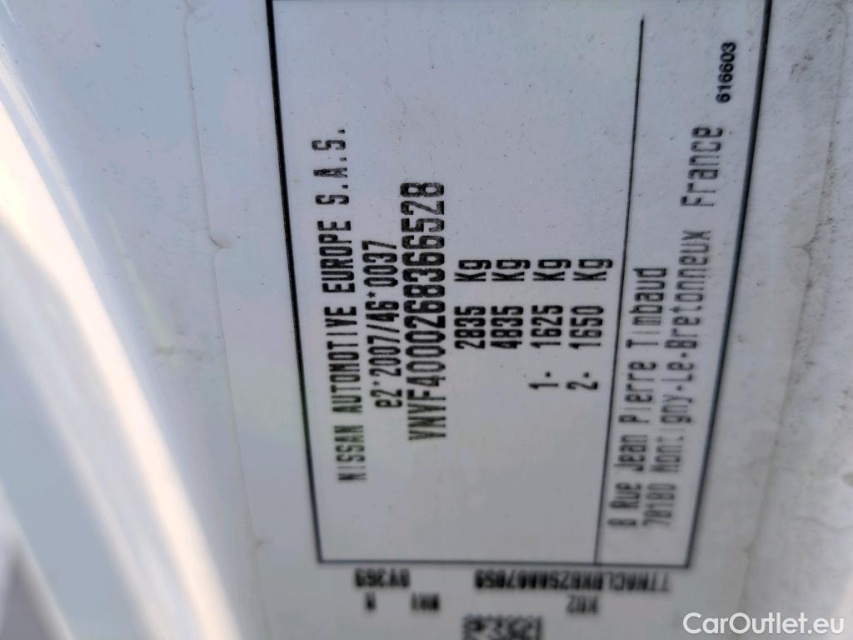 NISSAN AUTOMOTIVE EUROPE S.A.S.
e2*2007/46*0037
VNVF4000268366528
2835 Kg
4835 Kg
1- 1625 Kg
2- 1650 Kg
8 Rue Jean Pierre Timbaud
78180 Montigny-Le-Bretonneux France
616603
CarOutlet.eu